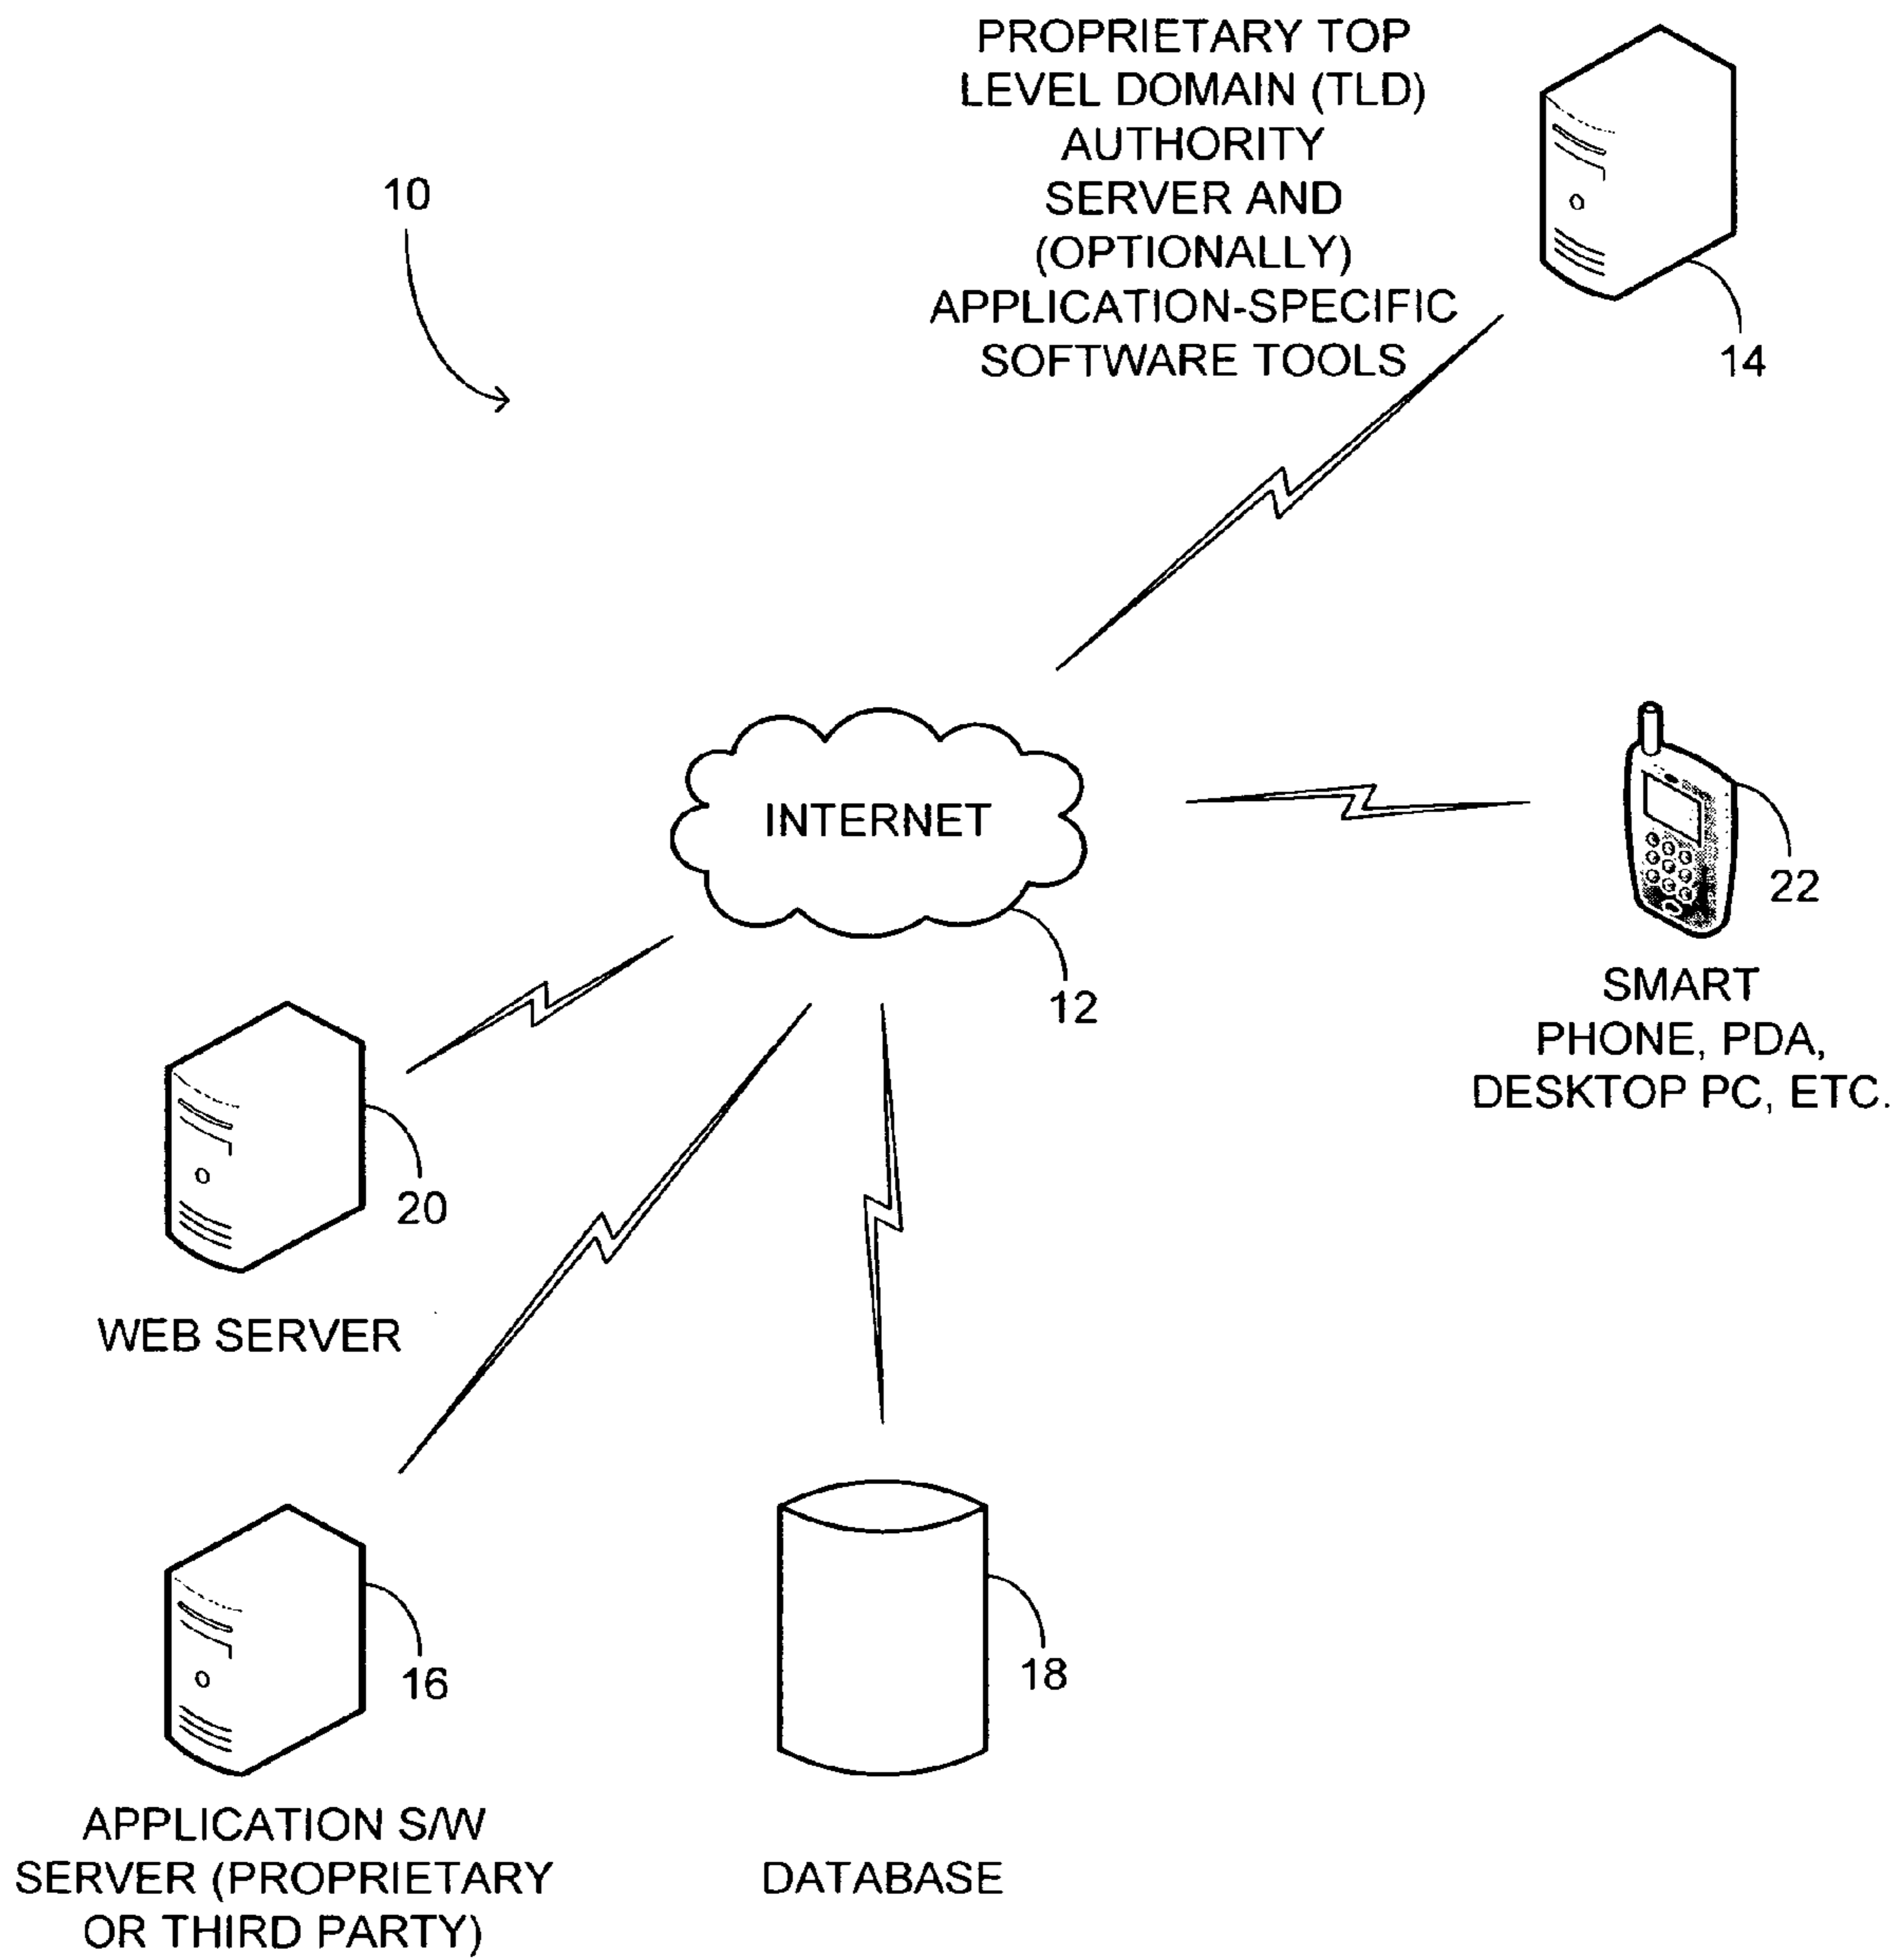 PROPRIETARY TOP
LEVEL DOMAIN (TLD)
AUTHORITY
SERVER AND
(OPTIONALLY)
APPLICATION-SPECIFIC
SOFTWARE TOOLS
10
14
INTERNET
12
22
SMART
PHONE, PDA,
DESKTOP PC, ETC.
20
WEB SERVER
16
APPLICATION S/W
SERVER (PROPRIETARY
OR THIRD PARTY)
18
DATABASE